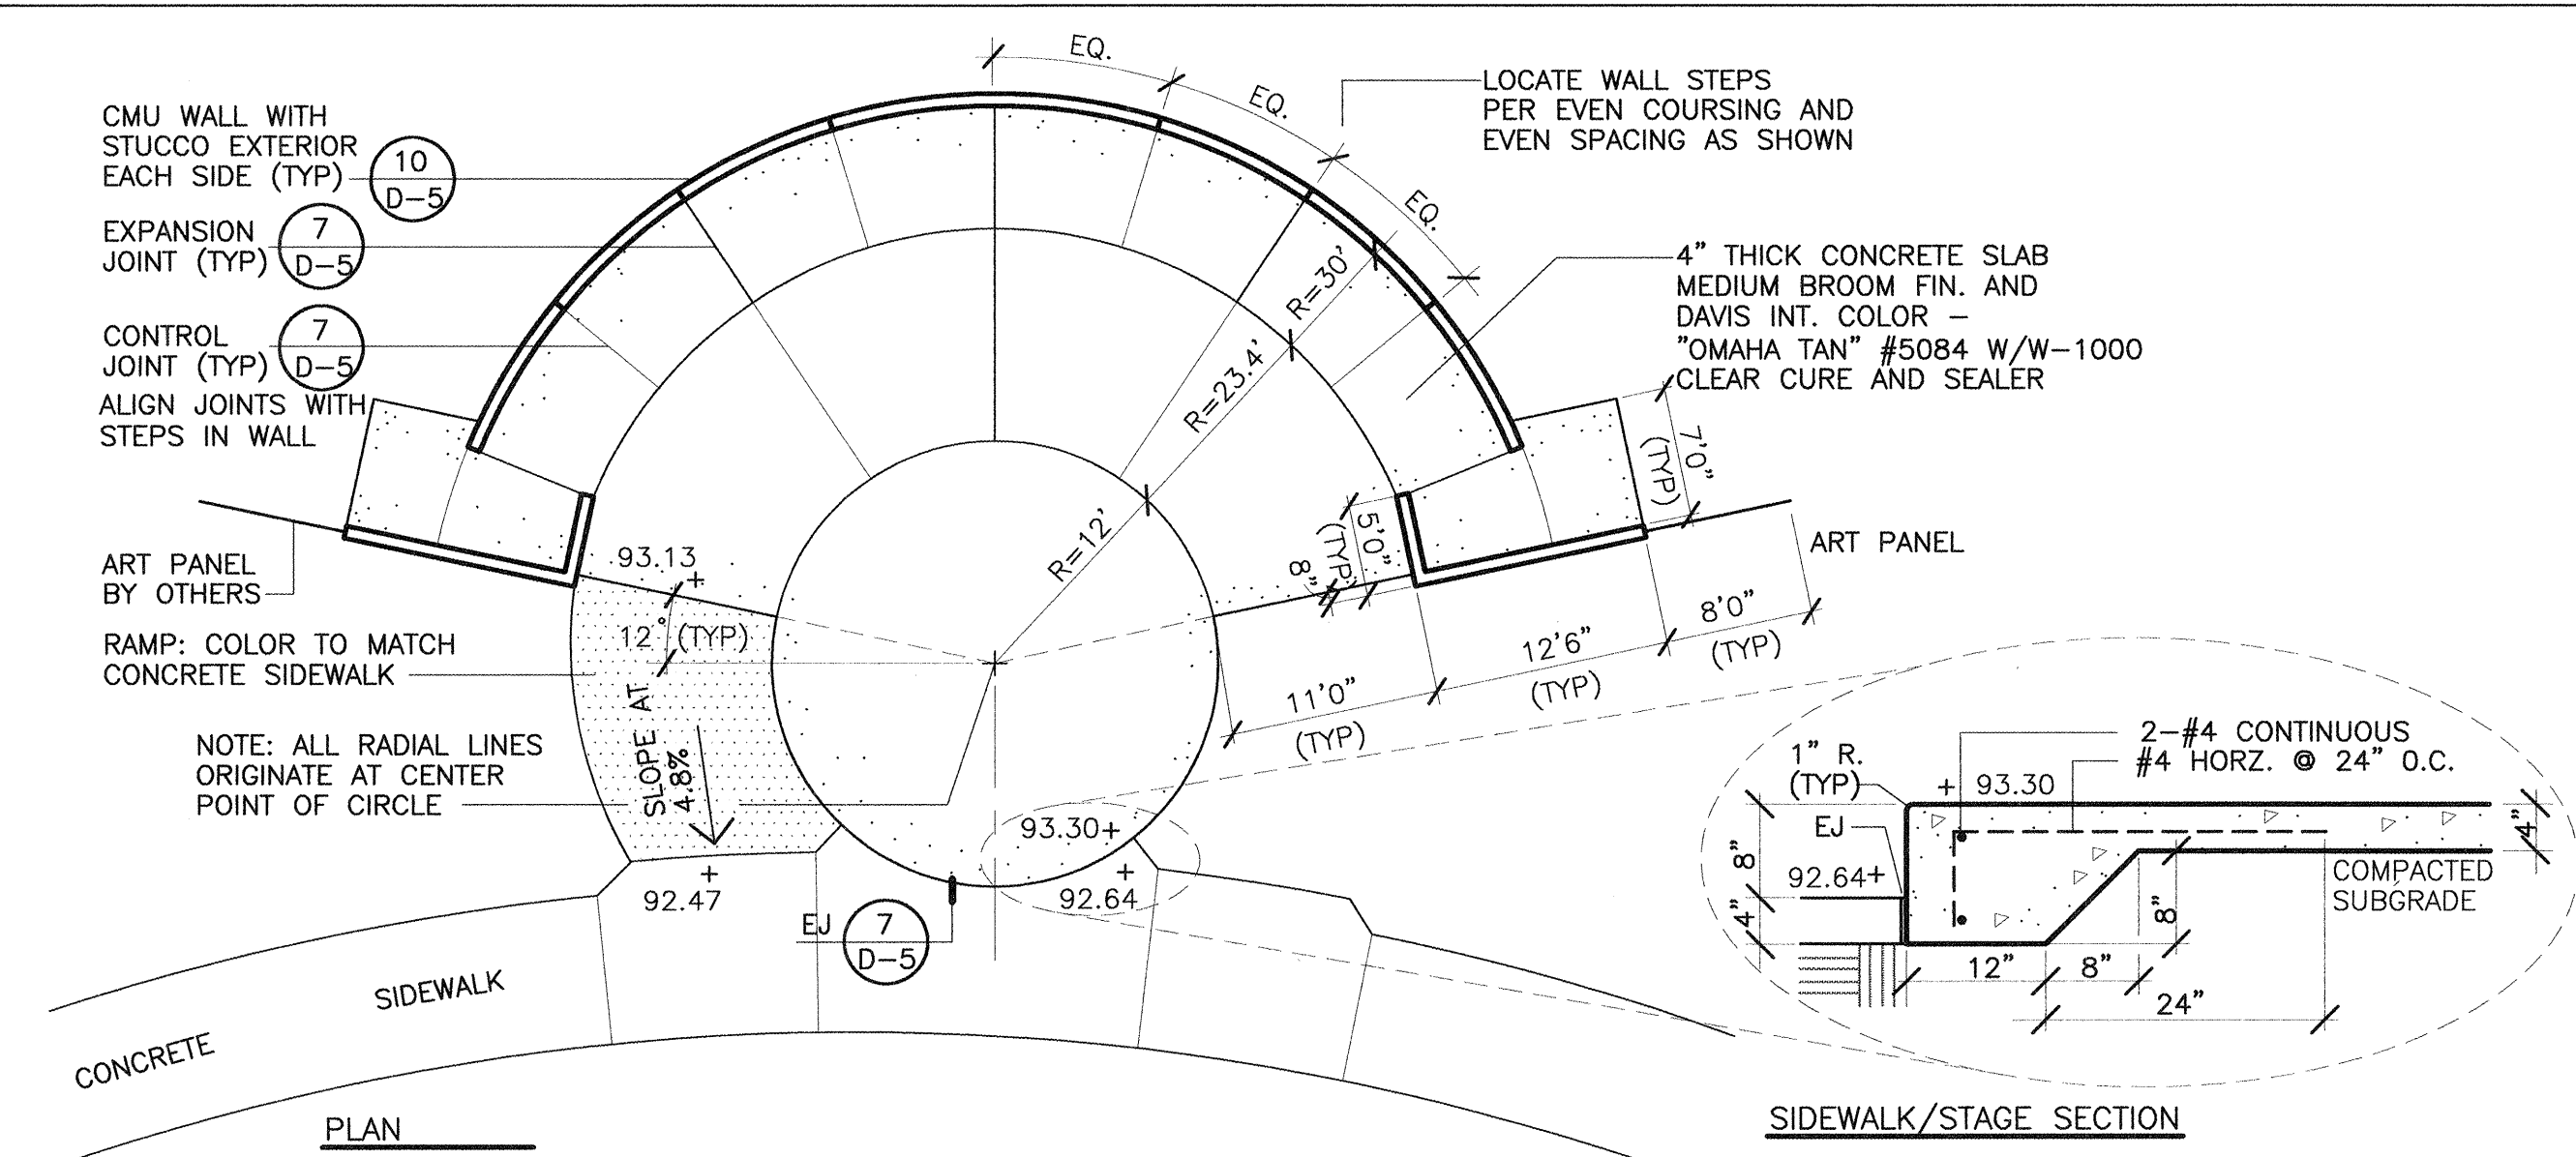 CMU WALL WITH
STUCCO EXTERIOR
EACH SIDE (TYP)
10
D-5
EXPANSION
JOINT (TYP)
7
D-5
CONTROL
JOINT (TYP)
7
D-5
ALIGN JOINTS WITH
STEPS IN WALL
ART PANEL
BY OTHERS
RAMP: COLOR TO MATCH
CONCRETE SIDEWALK
NOTE: ALL RADIAL LINES
ORIGINATE AT CENTER
POINT OF CIRCLE
EQ.
EQ.
EQ.
LOCATE WALL STEPS
PER EVEN COURSING AND
EVEN SPACING AS SHOWN
4" THICK CONCRETE SLAB
MEDIUM BROOM FIN. AND
DAVIS INT. COLOR –
"OMAHA TAN" #5084 W/W-1000
CLEAR CURE AND SEALER
R=30'
R=23.4'
R=12'
7'0"
(TYP)
5'0"
(TYP)
8"
ART PANEL
93.13
+
12° (TYP)
SLOPE AT
4.8%
11'0"
(TYP)
12'6"
(TYP)
8'0"
(TYP)
93.30+
+
92.64
+
92.47
EJ
7
D-5
CONCRETE
SIDEWALK
PLAN
2-#4 CONTINUOUS
#4 HORZ. @ 24" O.C.
1" R.
(TYP)
+ 93.30
EJ
8"
92.64+
4"
4"
COMPACTED
SUBGRADE
8"
12"
8"
24"
SIDEWALK/STAGE SECTION